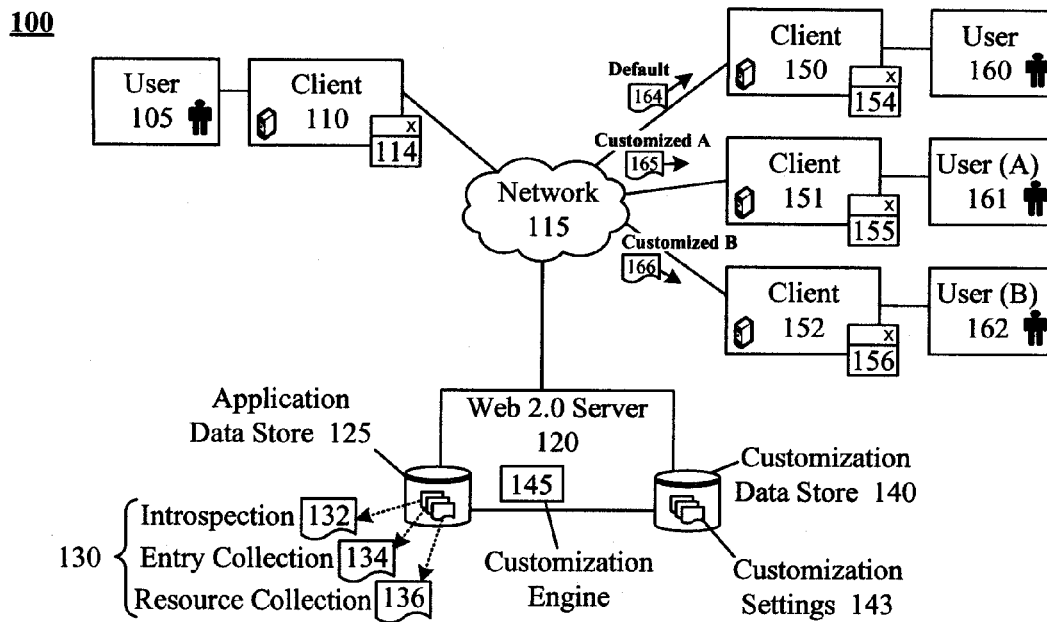 100
User
105
Client
110
x
114
Default
164
Customized A
165
Customized B
166
Network
115
Client
150
x
154
User
160
Client
151
x
155
User (A)
161
Client
152
x
156
User (B)
162
Web 2.0 Server
120
Application
Data Store 125
145
Customization
Engine
Customization
Data Store 140
Customization
Settings 143
130
Introspection 132
Entry Collection 134
Resource Collection 136